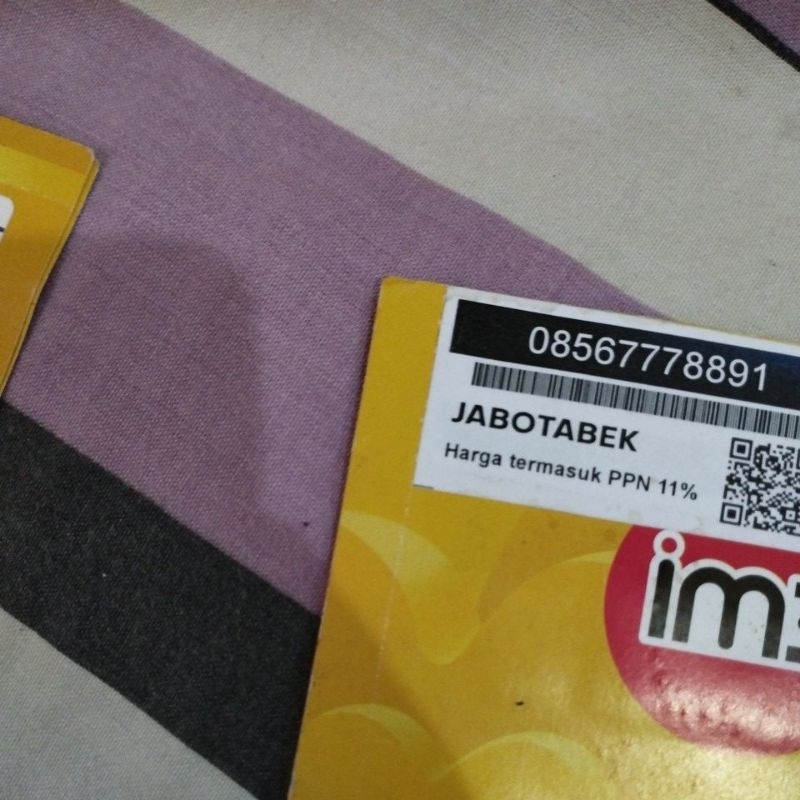 08567778891
JABOTABEK
Harga termasuk PPN 11%
im3